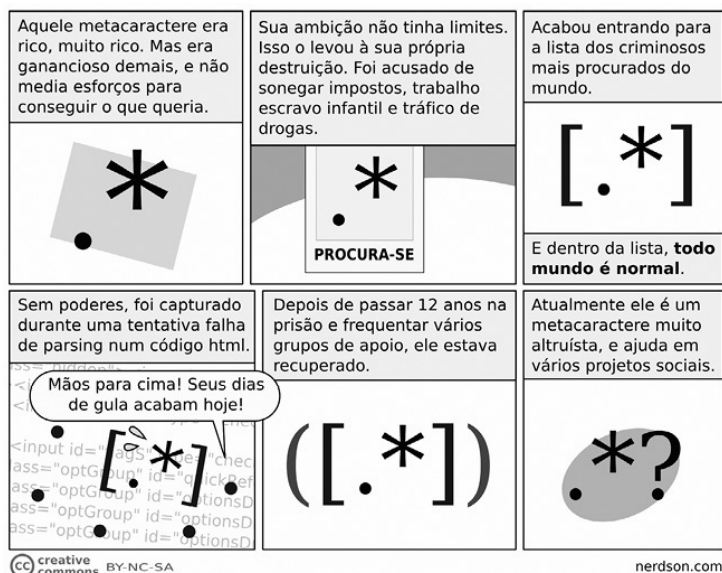 Aquele metacaractere era
rico, muito rico. Mas era
ganancioso demais, e não
media esforços para
conseguir o que queria.
.*
Sua ambição não tinha limites.
Isso o levou à sua própria
destruição. Foi acusado de
sonegar impostos, trabalho
escravo infantil e tráfico de
drogas.
.*
PROCURA-SE
Acabou entrando para
a lista dos criminosos
mais procurados do
mundo.
[.*]
E dentro da lista, todo
mundo é normal.
Sem poderes, foi capturado
durante uma tentativa falha
de parsing num código html.
Mãos para cima! Seus dias
de gula acabam hoje!
[.*]
<input id=
ass="optGroup" id=
ass="optGroup" id="optionsD
ass="optGroup" id="optionsD
ass="optGroup" id="optionsD
Depois de passar 12 anos na
prisão e frequentar vários
grupos de apoio, ele estava
recuperado.
([.*])
Atualmente ele é um
metacaractere muito
altruísta, e ajuda em
vários projetos sociais.
.*?
cc creative commons BY-NC-SA
nerdson.com